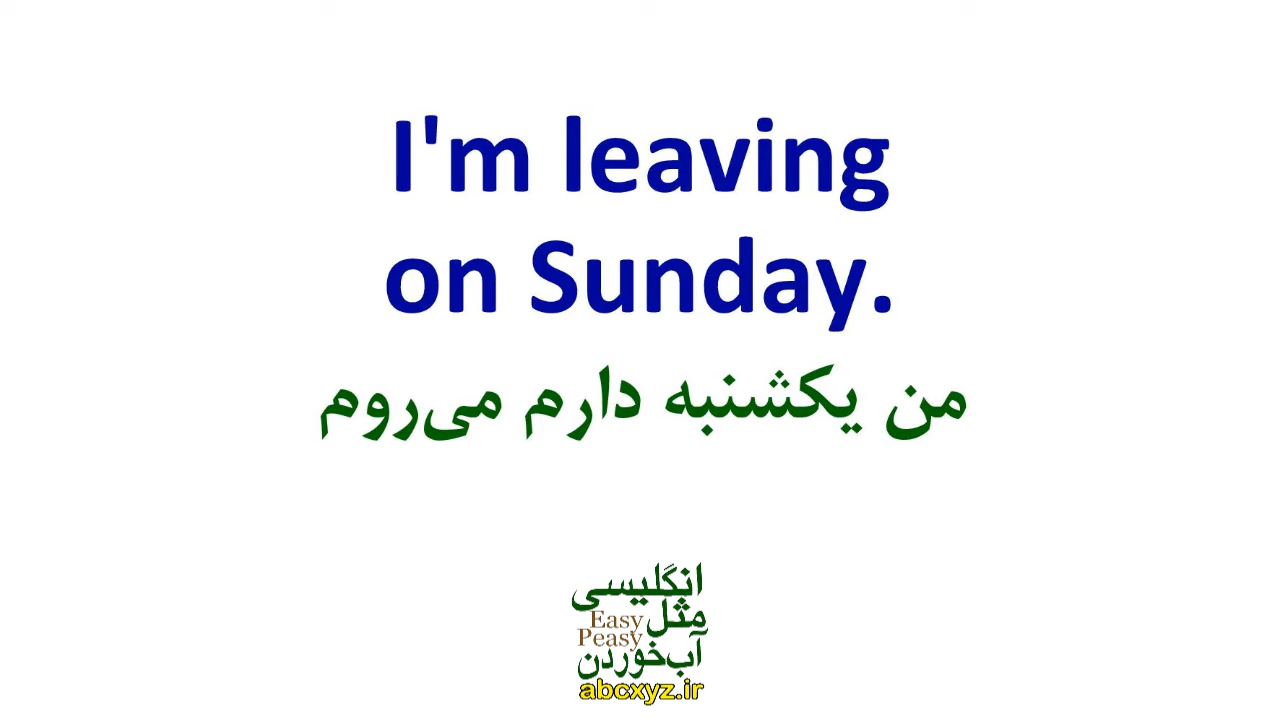 I'm leaving
on Sunday.
من یکشنبه دارم می‌روم
انگلیسی
مثل
Easy
Peasy
آب‌خوردن
abcxyz.ir